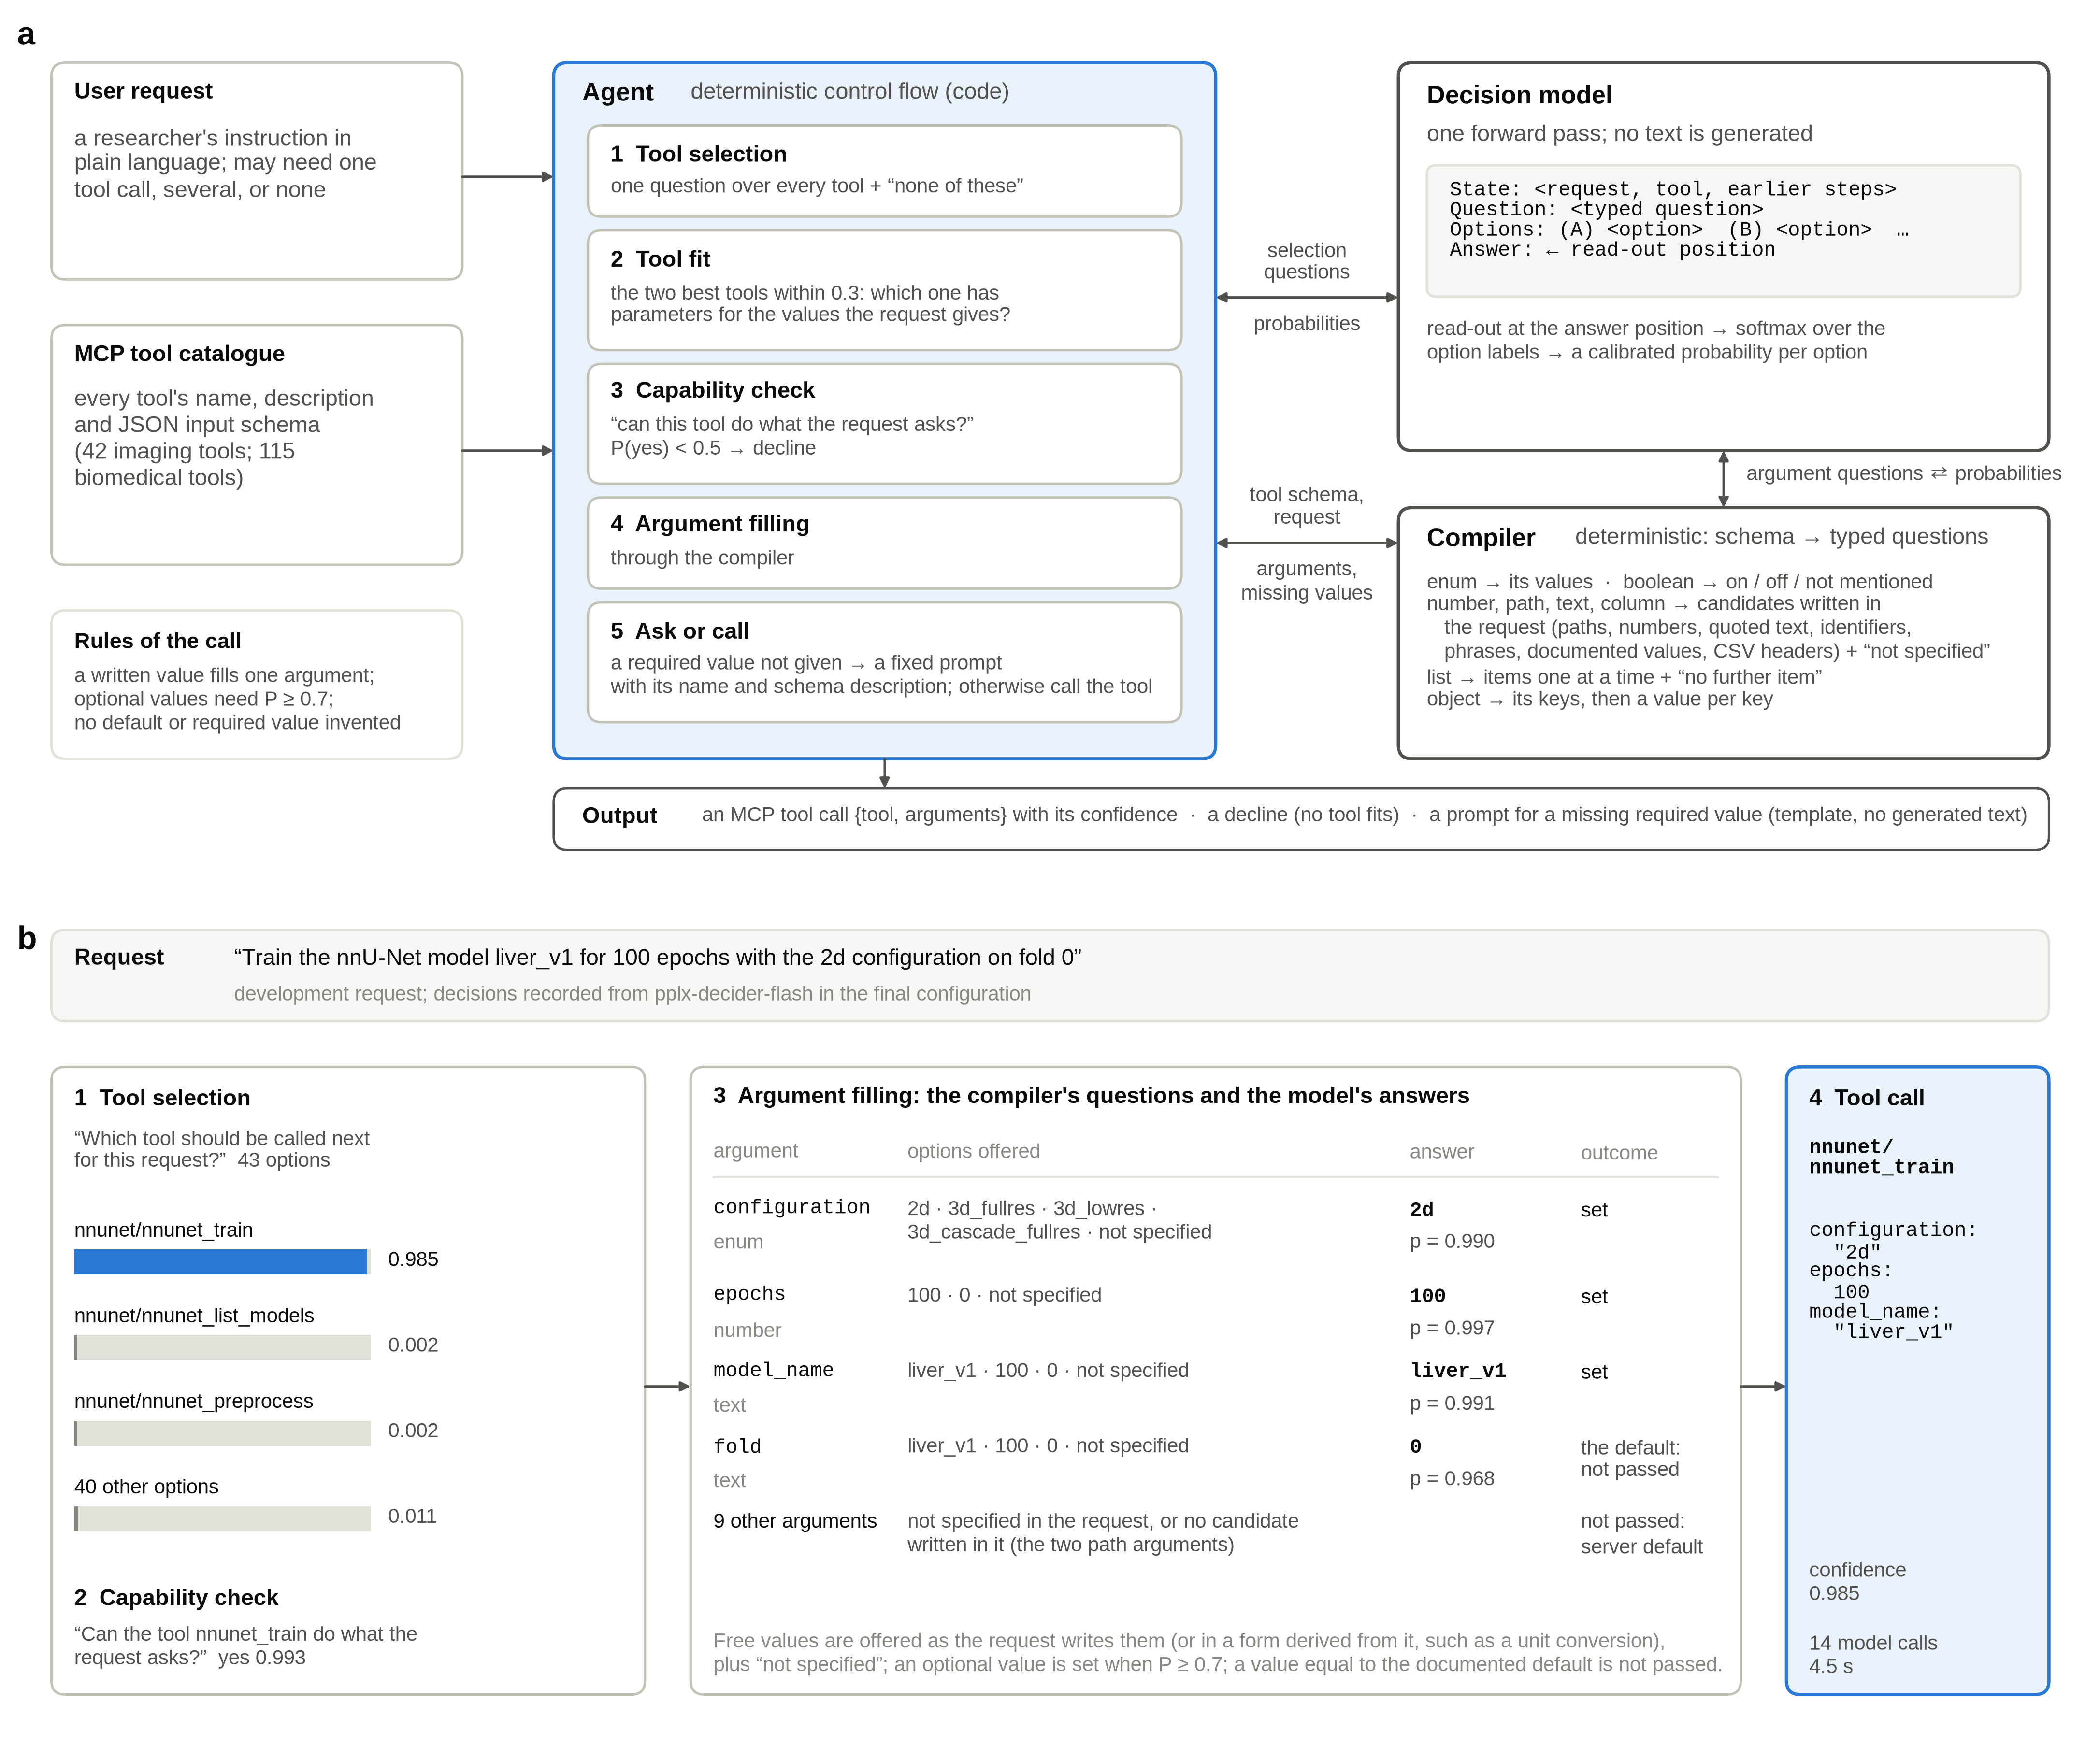 a
User request
a researcher's instruction in
plain language; may need one
tool call, several, or none
MCP tool catalogue
every tool's name, description
and JSON input schema
(42 imaging tools; 115
biomedical tools)
Rules of the call
a written value fills one argument;
optional values need P ≥ 0.7;
no default or required value invented
Agent deterministic control flow (code)
1 Tool selection
one question over every tool + “none of these”
2 Tool fit
the two best tools within 0.3: which one has
parameters for the values the request gives?
3 Capability check
“can this tool do what the request asks?”
P(yes) < 0.5 → decline
4 Argument filling
through the compiler
5 Ask or call
a required value not given → a fixed prompt
with its name and schema description; otherwise call the tool
selection
questions
probabilities
tool schema,
request
arguments,
missing values
Decision model
one forward pass; no text is generated
State: <request, tool, earlier steps>
Question: <typed question>
Options: (A) <option> (B) <option> …
Answer: ← read-out position
read-out at the answer position → softmax over the
option labels → a calibrated probability per option
argument questions ⇄ probabilities
Compiler deterministic: schema → typed questions
enum → its values · boolean → on / off / not mentioned
number, path, text, column → candidates written in
the request (paths, numbers, quoted text, identifiers,
phrases, documented values, CSV headers) + “not specified”
list → items one at a time + “no further item”
object → its keys, then a value per key
Output an MCP tool call {tool, arguments} with its confidence · a decline (no tool fits) · a prompt for a missing required value (template, no generated text)
b
Request “Train the nnU-Net model liver_v1 for 100 epochs with the 2d configuration on fold 0”
development request; decisions recorded from pplx-decider-flash in the final configuration
1 Tool selection
“Which tool should be called next
for this request?” 43 options
nnunet/nnunet_train
0.985
nnunet/nnunet_list_models
0.002
nnunet/nnunet_preprocess
0.002
40 other options
0.011
2 Capability check
“Can the tool nnunet_train do what the
request asks?” yes 0.993
3 Argument filling: the compiler's questions and the model's answers
argument options offered answer outcome
configuration 2d · 3d_fullres · 3d_lowres · 2d set
enum 3d_cascade_fullres · not specified p = 0.990
epochs 100 · 0 · not specified 100 set
number p = 0.997
model_name liver_v1 · 100 · 0 · not specified liver_v1 set
text p = 0.991
fold liver_v1 · 100 · 0 · not specified 0 the default:
text p = 0.968 not passed
9 other arguments not specified in the request, or no candidate not passed:
written in it (the two path arguments) server default
Free values are offered as the request writes them (or in a form derived from it, such as a unit conversion),
plus “not specified”; an optional value is set when P ≥ 0.7; a value equal to the documented default is not passed.
4 Tool call
nnunet/
nnunet_train
configuration:
"2d"
epochs:
100
model_name:
"liver_v1"
confidence
0.985
14 model calls
4.5 s